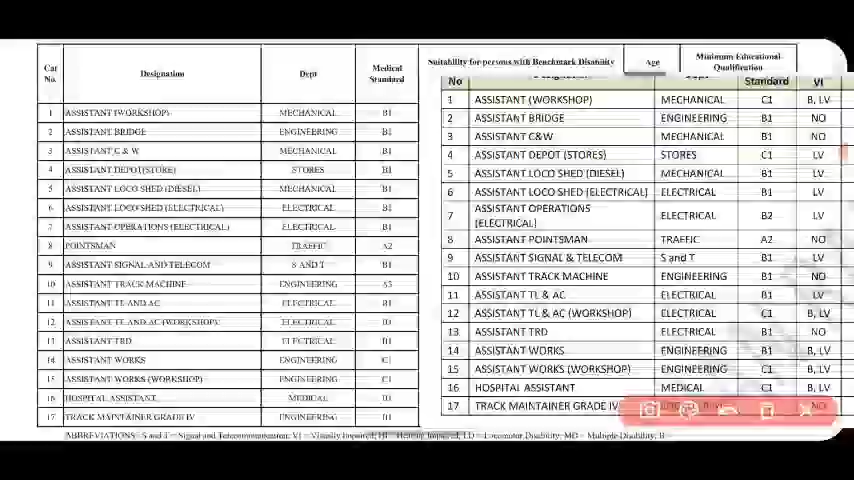 Cat No. Designation Dept Medical Standard
1 ASSISTANT (WORKSHOP) MECHANICAL B1
2 ASSISTANT BRIDGE ENGINEERING B1
3 ASSISTANT C & W MECHANICAL B1
4 ASSISTANT DEPOT (STORE) STORES B1
5 ASSISTANT LOCO SHED (DIESEL) MECHANICAL B1
6 ASSISTANT LOCO SHED (ELECTRICAL) ELECTRICAL B1
7 ASSISTANT OPERATIONS (ELECTRICAL) ELECTRICAL B1
8 POINTSMAN TRAFFIC A2
9 ASSISTANT SIGNAL AND TELECOM S AND T B1
10 ASSISTANT TRACK MACHINE ENGINEERING
11 ASSISTANT TL AND AC ELECTRICAL B1
12 ASSISTANT TL AND AC (WORKSHOP) ELECTRICAL
13 ASSISTANT TRD ELECTRICAL B1
14 ASSISTANT WORKS ENGINEERING C1
15 ASSISTANT WORKS (WORKSHOP) ENGINEERING C1
16 HOSPITAL ASSISTANT MEDICAL
17 TRACK MAINTAINER GRADE IV ENGINEERING B1
ABBREVIATIONS S and T = Signal and Telecommunication, VI = Visually Impaired, HI = Hearing Impaired, LD = Locomotor Disability, MD = Multiple Disability,
Suitability for persons with Benchmark Disability Age Minimum Educational Qualification
No Standard VI
1 ASSISTANT (WORKSHOP) MECHANICAL C1 B, LV
2 ASSISTANT BRIDGE ENGINEERING B1 NO
3 ASSISTANT C&W MECHANICAL B1 NO
4 ASSISTANT DEPOT (STORES) STORES C1 LV
5 ASSISTANT LOCO SHED (DIESEL) MECHANICAL B1 LV
6 ASSISTANT LOCO SHED (ELECTRICAL) ELECTRICAL B1 LV
7 ASSISTANT OPERATIONS (ELECTRICAL) ELECTRICAL B2 LV
8 ASSISTANT POINTSMAN TRAFFIC A2 NO
9 ASSISTANT SIGNAL & TELECOM S and T B1 LV
10 ASSISTANT TRACK MACHINE ENGINEERING B1 NO
11 ASSISTANT TL & AC ELECTRICAL B1 LV
12 ASSISTANT TL & AC (WORKSHOP) ELECTRICAL C1 B, LV
13 ASSISTANT TRD ELECTRICAL B1 NO
14 ASSISTANT WORKS ENGINEERING B1 B, LV
15 ASSISTANT WORKS (WORKSHOP) ENGINEERING C1 B, LV
16 HOSPITAL ASSISTANT MEDICAL C1 B, LV
17 TRACK MAINTAINER GRADE IV NO